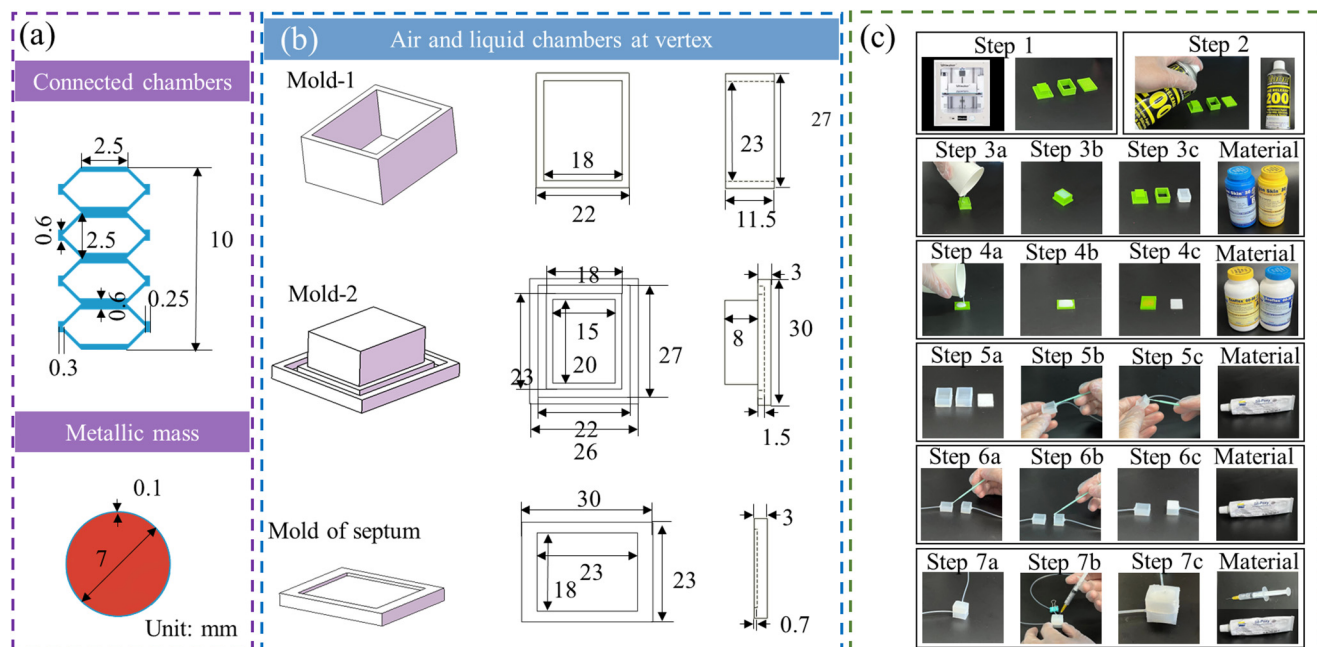 (a)
Connected chambers
2.5
0.6
2.5
10
0.6
0.25
0.3
Metallic mass
0.1
7
Unit: mm
(b)
Air and liquid chambers at vertex
Mold-1
18
22
23
27
11.5
Mold-2
18
15
20
23
27
22
26
3
8
30
1.5
Mold of septum
30
23
18
23
3
0.7
(c)
Step 1
Step 2
200
200
Step 3a
Step 3b
Step 3c
Material
Step 4a
Step 4b
Step 4c
Material
Step 5a
Step 5b
Step 5c
Material
Step 6a
Step 6b
Step 6c
Material
Step 7a
Step 7b
Step 7c
Material